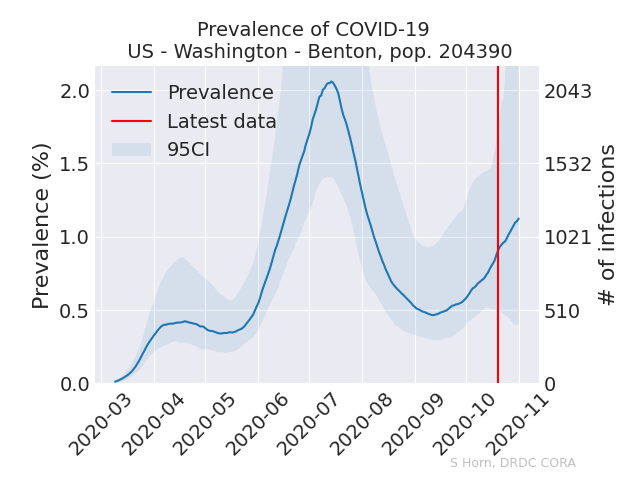 Prevalence of COVID-19
US - Washington - Benton, pop. 204390
Prevalence (%)
2.0
1.5
1.0
0.5
0.0
Prevalence
Latest data
95CI
2043
1532
1021
510
0
# of infections
2020-03
2020-04
2020-05
2020-06
2020-07
2020-08
2020-09
2020-10
2020-11
S Horn, DRDC CORA